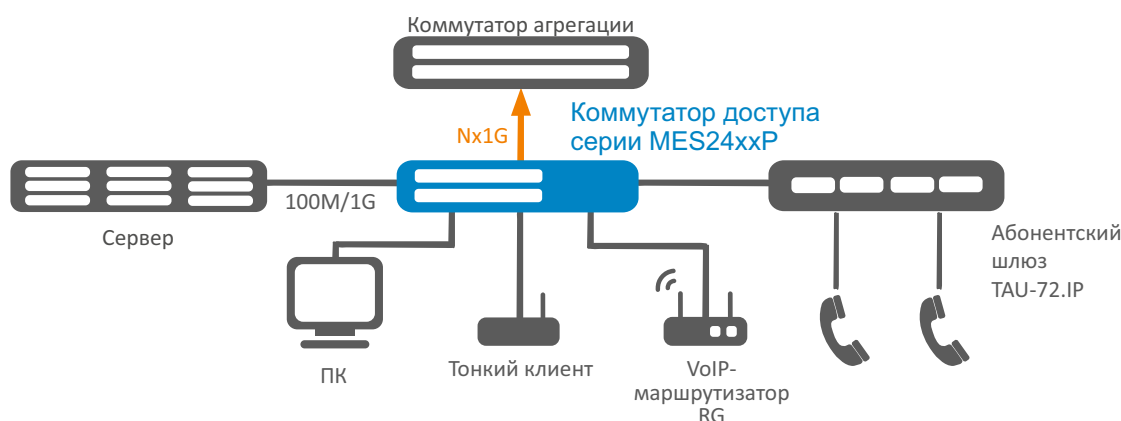 Коммутатор агрегации
Nx1G
Коммутатор доступа
серии MES24xxP
100M/1G
Сервер
Абонентский
шлюз
TAU-72.IP
ПК
Тонкий клиент
VoIP-
маршрутизатор
RG